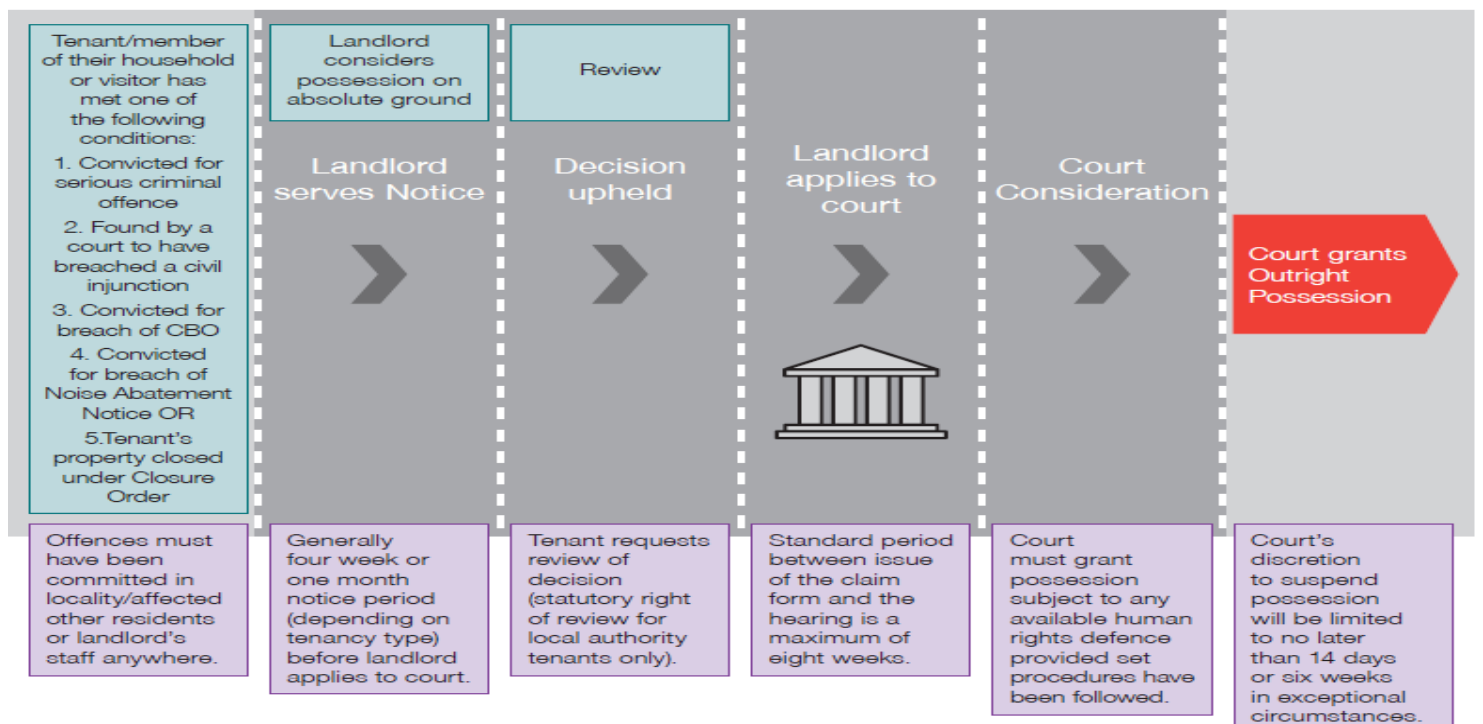 Tenant/member
of their household
or visitor has
met one of
the following
conditions:
1. Convicted for
serious criminal
offence
2. Found by a
court to have
breached a civil
injunction
3. Convicted for
breach of CBO
4. Convicted
for breach of
Noise Abatement
Notice OR
5.Tenant's
property closed
under Closure
Order
Offences must
have been
committed in
locality/affected
other residents
or landlord's
staff anywhere.
Landlord
considers
possession on
absolute ground
Landlord
serves Notice
Generally
four week or
one month
notice period
(depending on
tenancy type)
before landlord
applies to court.
Review
Decision
upheld
Tenant requests
review of
decision
(statutory right
of review for
local authority
tenants only).
Landlord
applies to
court
Standard period
between issue
of the claim
form and the
hearing is a
maximum of
eight weeks.
Court
Consideration
Court
must grant
possession
subject to any
available human
rights defence
provided set
procedures have
been followed.
Court grants
Outright
Possession
Court's
discretion
to suspend
possession
will be limited
to no later
than 14 days
or six weeks
in exceptional
circumstances.